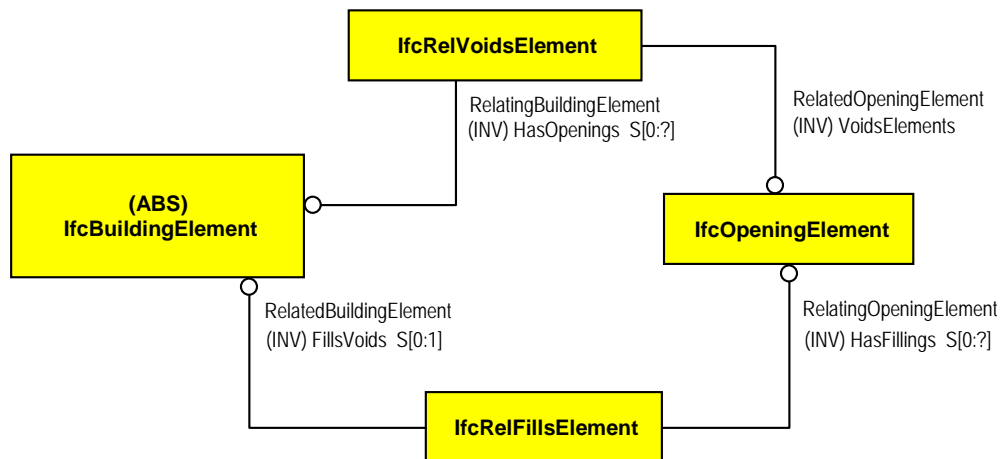 IfcRelVoidsElement
RelatingBuildingElement
(INV) HasOpenings S[0:?]
RelatedOpeningElement
(INV) VoidsElements
(ABS)
IfcBuildingElement
IfcOpeningElement
RelatedBuildingElement
(INV) FillsVoids S[0:1]
RelatingOpeningElement
(INV) HasFillings S[0:?]
IfcRelFillsElement